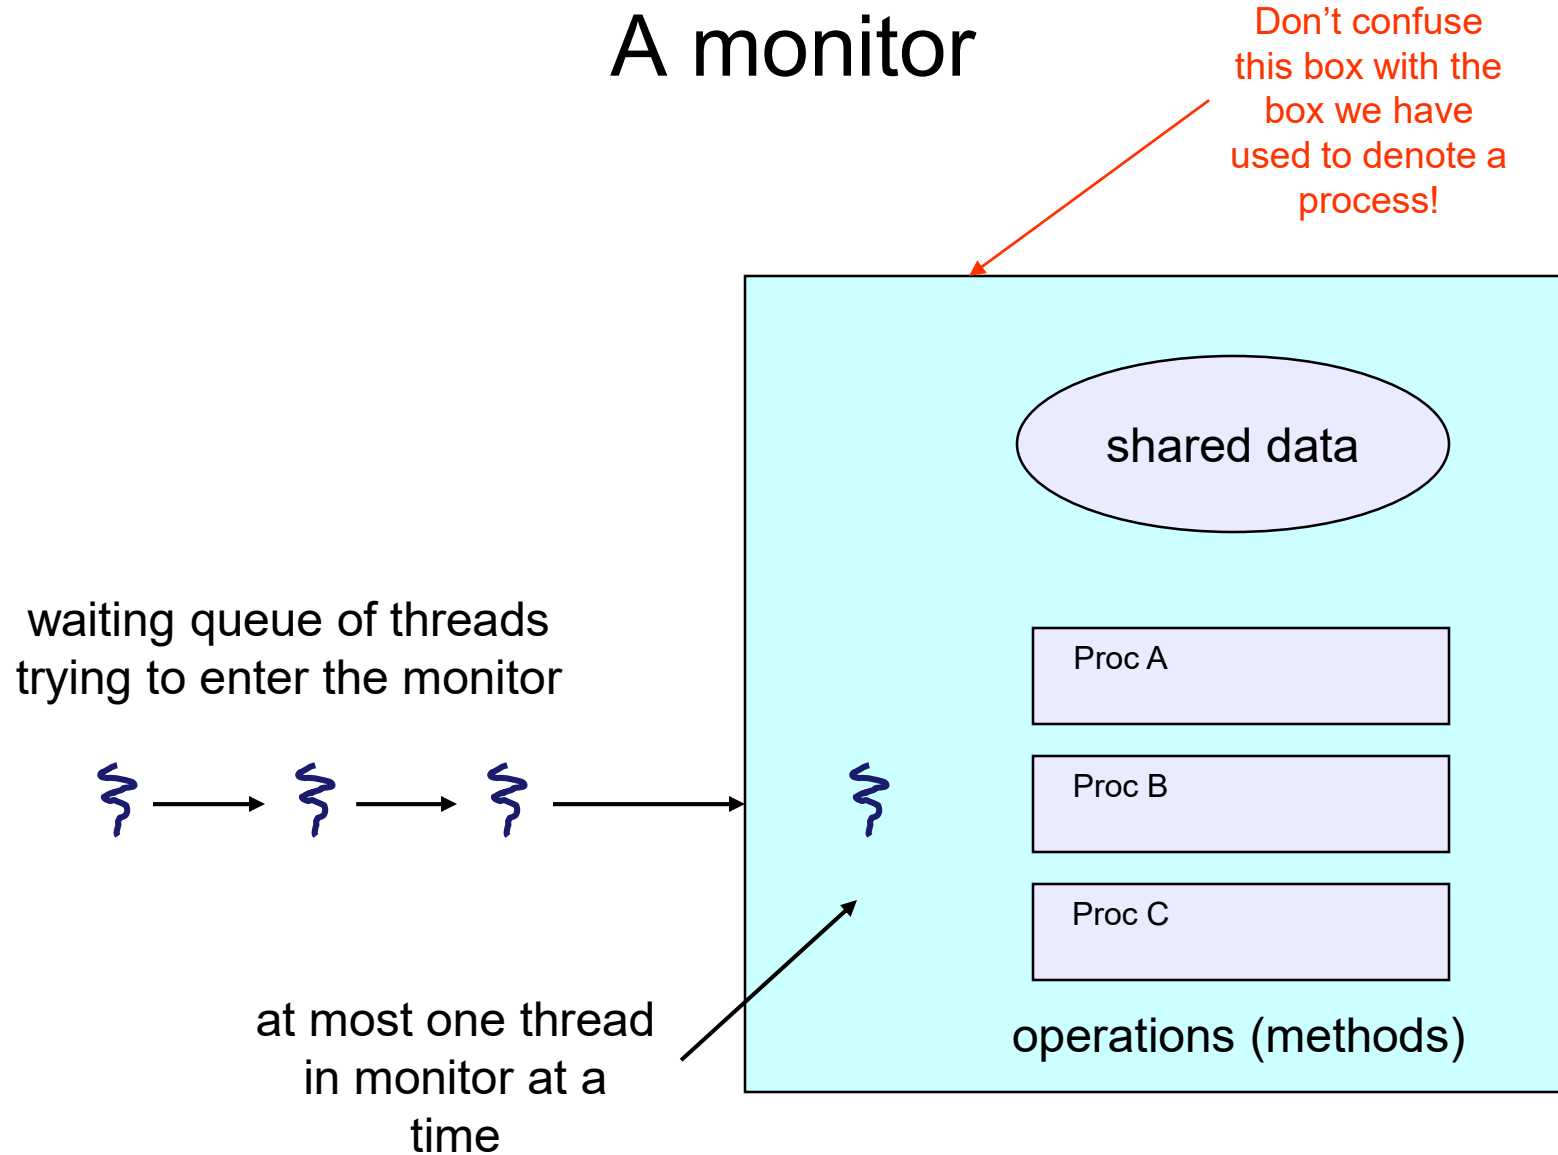 A monitor
Don’t confuse
this box with the
box we have
used to denote a
process!
shared data
waiting queue of threads
trying to enter the monitor
Proc A
Proc B
Proc C
operations (methods)
at most one thread
in monitor at a
time